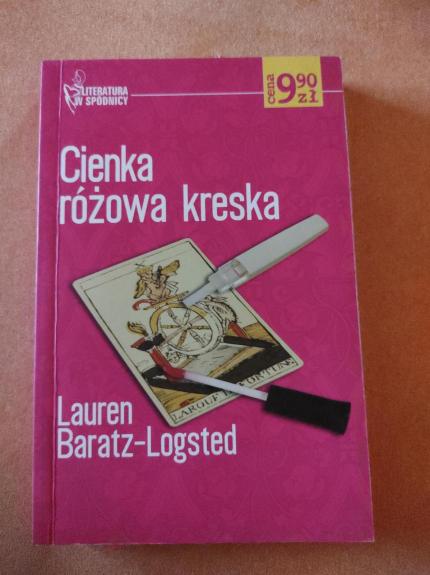 LITERATURA
W SPÓDNICY
cena 9 90 zł
Cienka
różowa kreska
Lauren
Baratz-Logsted